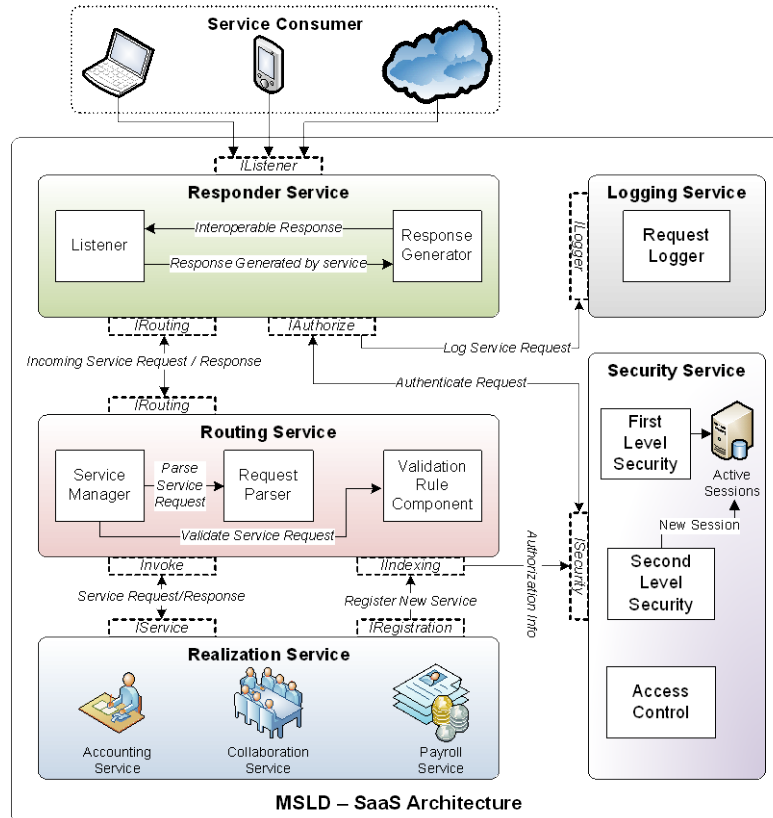 Service Consumer
IListener
Responder Service
Listener
Interoperable Response
Response Generated by service
Response
Generator
Logging Service
ILogger
Request
Logger
IRouting
IAuthorize
Log Service Request
Incoming Service Request / Response
Authenticate Request
IRouting
Routing Service
Service
Manager
Parse
Service
Request
Request
Parser
Validation
Rule
Component
Validate Service Request
Invoke
IIndexing
Security Service
First
Level
Security
Active
Sessions
New Session
ISecurity
Second
Level
Security
Access
Control
Authorization Info
Service Request/Response
Register New Service
IService
IRegistration
Realization Service
Accounting
Service
Collaboration
Service
Payroll
Service
MSLD – SaaS Architecture